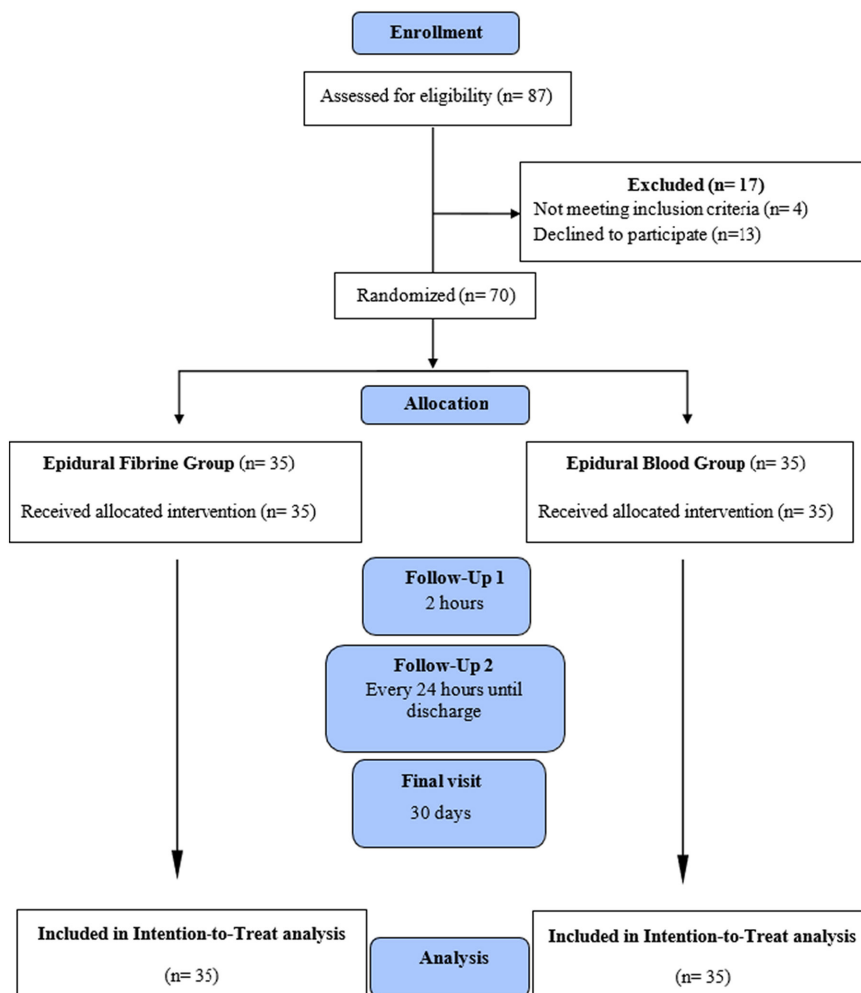 Enrollment
Assessed for eligibility (n= 87)
Excluded (n= 17)
Not meeting inclusion criteria (n= 4)
Declined to participate (n=13)
Randomized (n= 70)
Allocation
Epidural Fibrine Group (n= 35)
Received allocated intervention (n= 35)
Epidural Blood Group (n= 35)
Received allocated intervention (n= 35)
Follow-Up 1
2 hours
Follow-Up 2
Every 24 hours until
discharge
Final visit
30 days
Included in Intention-to-Treat analysis
(n= 35)
Analysis
Included in Intention-to-Treat analysis
(n= 35)